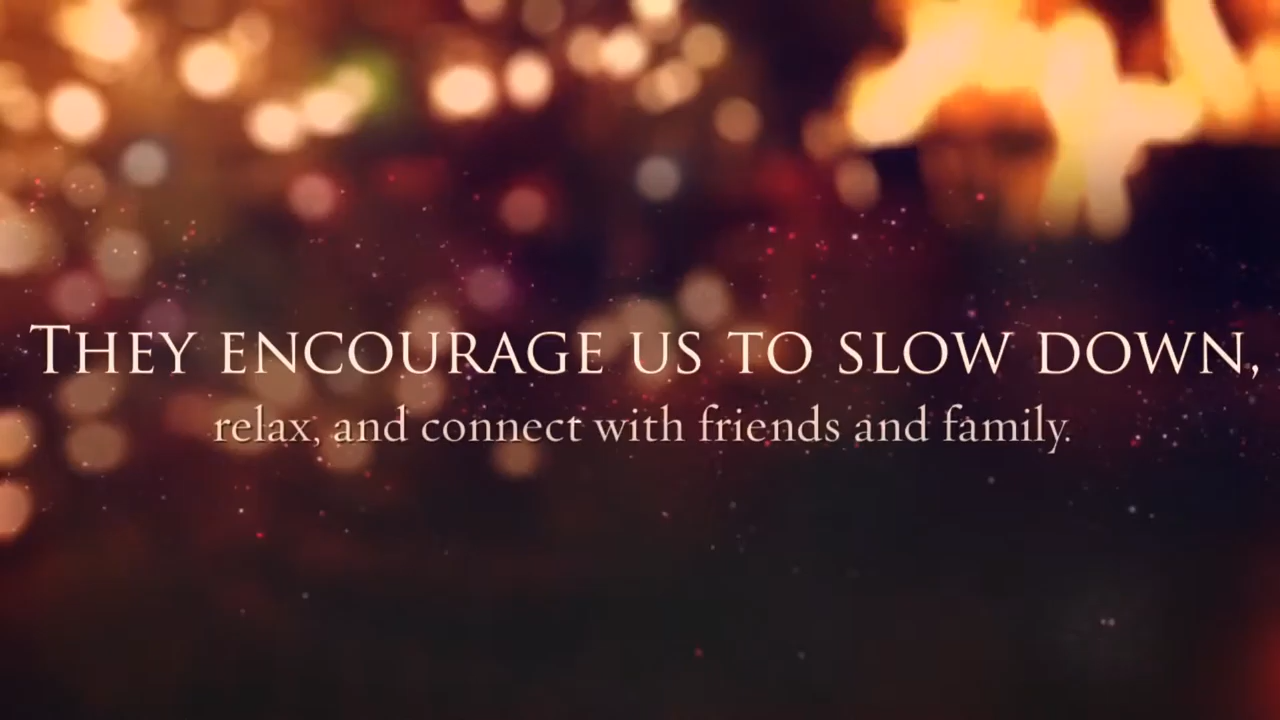 They encourage us to slow down,
relax, and connect with friends and family.